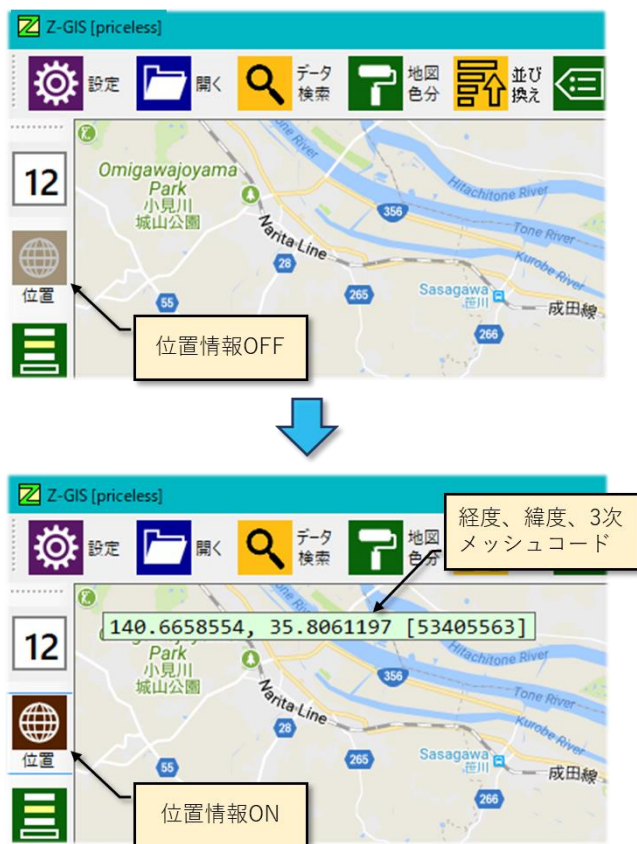 Z-GIS [priceless]
設定
開く
データ
検索
地図
色分
並び
換え
12
Omigawajoyama
Park
小見川
城山公園
Narita Line
28
356
Hitachitone River
Tone River
Kurobe River
位置
55
265
Sasagawa
笹川
成田線
266
位置情報OFF
Z-GIS [priceless]
設定
開く
データ
検索
地図
色分
経度、緯度、3次
メッシュコード
140.6658554, 35.8061197 [53405563]
12
Park
小見川
城山公園
Narita Line
28
356
Hitachitone River
Tone River
Kurobe River
位置
55
265
Sasagawa
笹川
成田線
266
位置情報ON